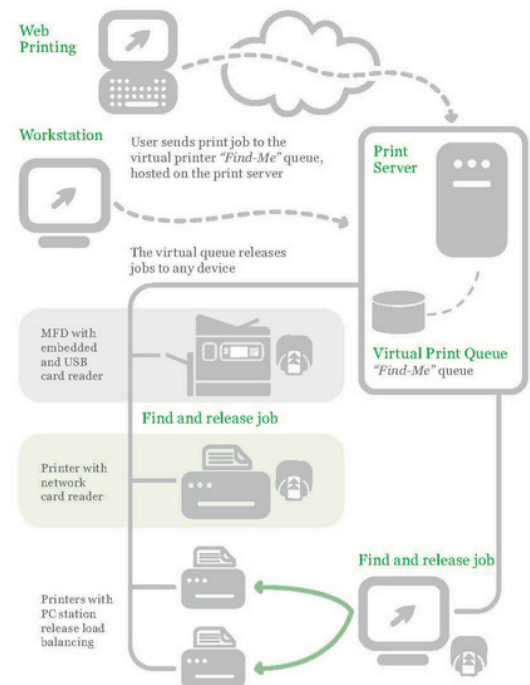 Web
Printing
Workstation
User sends print job to the
virtual printer "Find-Me" queue,
hosted on the print server
Print
Server
The virtual queue releases
jobs to any device
Virtual Print Queue
"Find-Me" queue
MFD with
embedded
and USB
card reader
Find and release job
Printer with
network
card reader
Find and release job
Printers with
PC station
release load
balancing